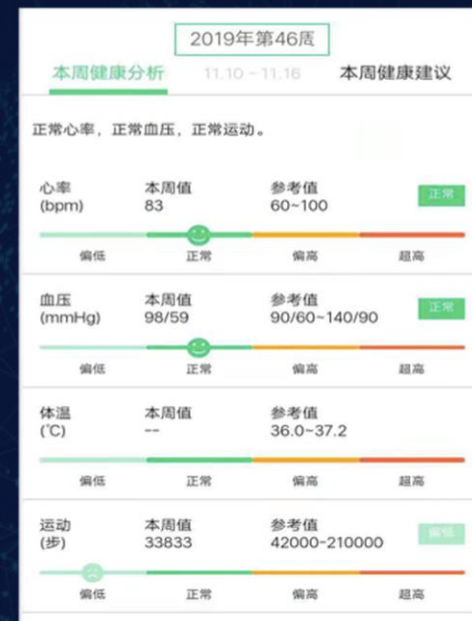 2019年第46周
本周健康分析 11.10 - 11.16 本周健康建议
正常心率，正常血压，正常运动。
心率 本周值 参考值 正常
(bpm) 83 60~100
偏低 正常 偏高 超高
血压 本周值 参考值 正常
(mmHg) 98/59 90/60~140/90
偏低 正常 偏高 超高
体温 本周值 参考值
(℃) -- 36.0~37.2
偏低 正常 偏高 超高
运动 本周值 参考值 偏低
(步) 33833 42000-210000
偏低 正常 偏高 超高